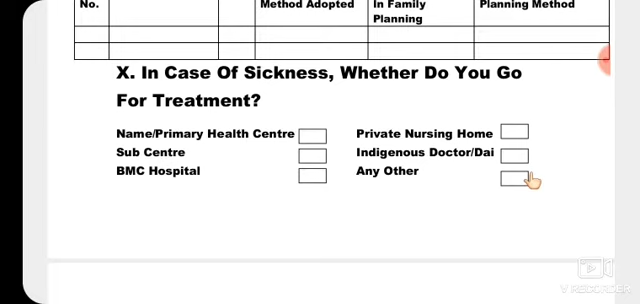 No.
Method Adopted
In Family
Planning
Planning Method
X. In Case Of Sickness, Whether Do You Go
For Treatment?
Name/Primary Health Centre
Private Nursing Home
Sub Centre
Indigenous Doctor/Dai
BMC Hospital
Any Other
V RECORDER